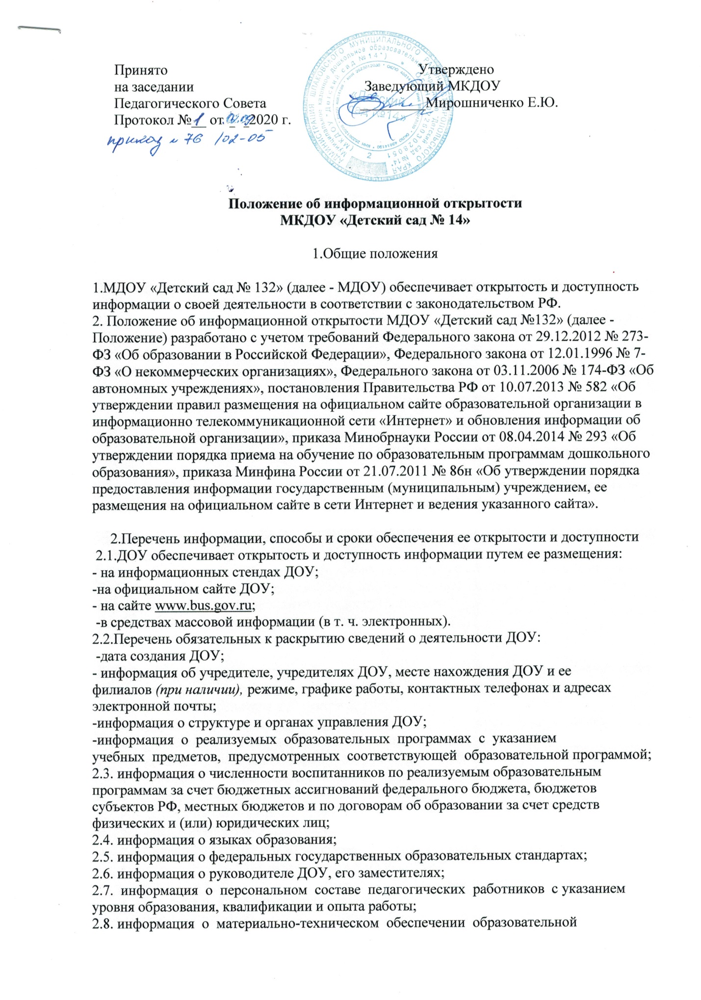 Принято Утверждено
на заседании Заведующий МКДОУ
Педагогического Совета __________Мирошниченко Е.Ю.
Протокол №1 от 2020 г.
приказ № 76 /02-05
«Детский
сад №14»
Положение об информационной открытости
МКДОУ «Детский сад № 14»
1.Общие положения
1.МДОУ «Детский сад № 132» (далее - МДОУ) обеспечивает открытость и доступность
информации о своей деятельности в соответствии с законодательством РФ.
2. Положение об информационной открытости МДОУ «Детский сад №132» (далее -
Положение) разработано с учетом требований Федерального закона от 29.12.2012 № 273-
ФЗ «Об образовании в Российской Федерации», Федерального закона от 12.01.1996 № 7-
ФЗ «О некоммерческих организациях», Федерального закона от 03.11.2006 № 174-ФЗ «Об
автономных учреждениях», постановления Правительства РФ от 10.07.2013 № 582 «Об
утверждении правил размещения на официальном сайте образовательной организации в
информационно телекоммуникационной сети «Интернет» и обновления информации об
образовательной организации», приказа Минобрнауки России от 08.04.2014 № 293 «Об
утверждении порядка приема на обучение по образовательным программам дошкольного
образования», приказа Минфина России от 21.07.2011 № 86н «Об утверждении порядка
предоставления информации государственным (муниципальным) учреждением, ее
размещения на официальном сайте в сети Интернет и ведения указанного сайта».
2.Перечень информации, способы и сроки обеспечения ее открытости и доступности
2.1.ДОУ обеспечивает открытость и доступность информации путем ее размещения:
- на информационных стендах ДОУ;
-на официальном сайте ДОУ;
- на сайте www.bus.gov.ru;
-в средствах массовой информации (в т. ч. электронных).
2.2.Перечень обязательных к раскрытию сведений о деятельности ДОУ:
-дата создания ДОУ;
- информация об учредителе, учредителях ДОУ, месте нахождения ДОУ и ее
филиалов (при наличии), режиме, графике работы, контактных телефонах и адресах
электронной почты;
-информация о структуре и органах управления ДОУ;
-информация о реализуемых образовательных программах с указанием
учебных предметов, предусмотренных соответствующей образовательной программой;
2.3. информация о численности воспитанников по реализуемым образовательным
программам за счет бюджетных ассигнований федерального бюджета, бюджетов
субъектов РФ, местных бюджетов и по договорам об образовании за счет средств
физических и (или) юридических лиц;
2.4. информация о языках образования;
2.5. информация о федеральных государственных образовательных стандартах;
2.6. информация о руководителе ДОУ, его заместителях;
2.7. информация о персональном составе педагогических работников с указанием
уровня образования, квалификации и опыта работы;
2.8. информация о материально-техническом обеспечении образовательной